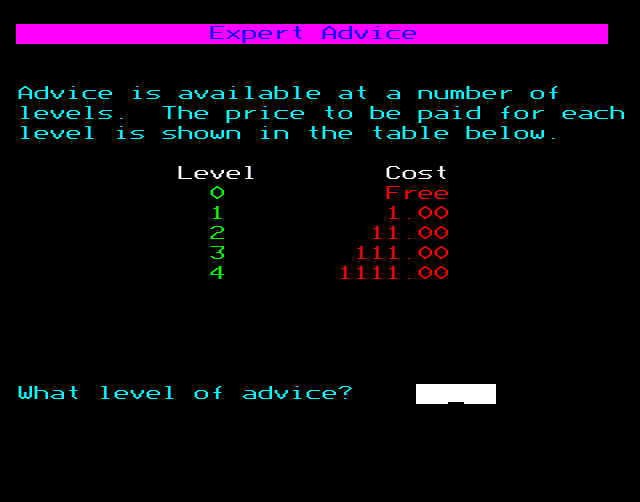 Expert Advice
Advice is available at a number of
levels.  The price to be paid for each
level is shown in the table below.
Level Cost
0 Free
1 1.00
2 11.00
3 111.00
4 1111.00
What level of advice?